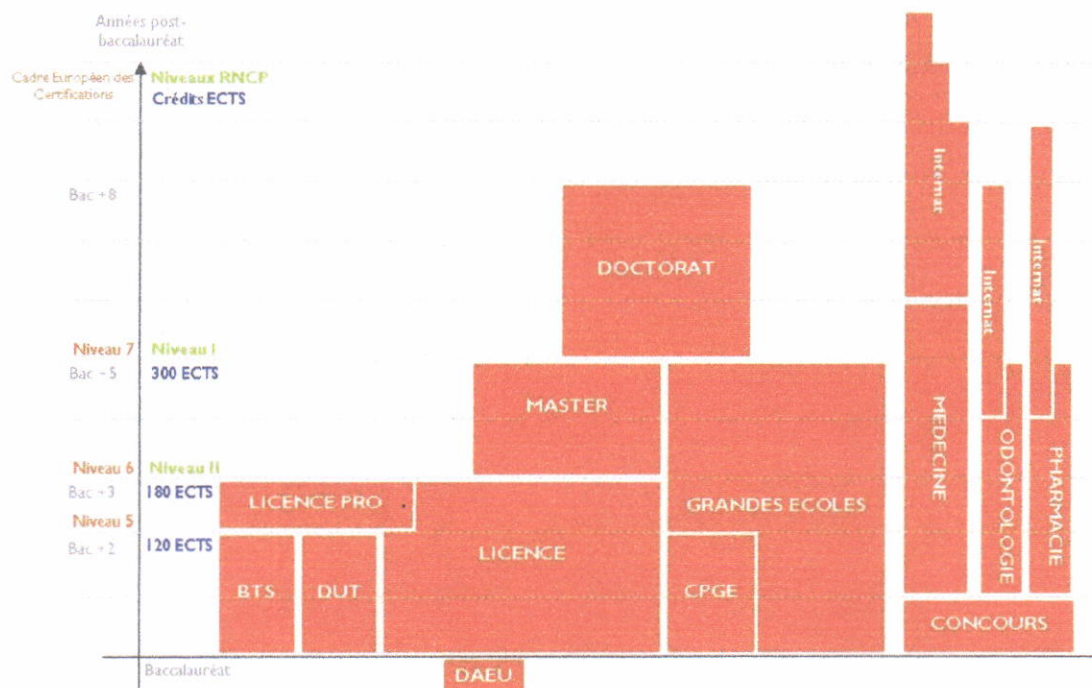 Années post-
baccalauréat
Cadre Européen des
Certifications
Niveaux RNCP
Crédits ECTS
Bac +8
Niveau 7
Niveau I
Bac +5
300 ECTS
Niveau 6
Niveau II
Bac +3
180 ECTS
Niveau 5
Bac +2
120 ECTS
Baccalauréat
DOCTORAT
MASTER
LICENCE PRO
LICENCE
GRANDES ECOLES
BTS
DUT
CPGE
DAEU
Internat
MEDECINE
Internat
ODONTOLOGIE
Internat
PHARMACIE
CONCOURS